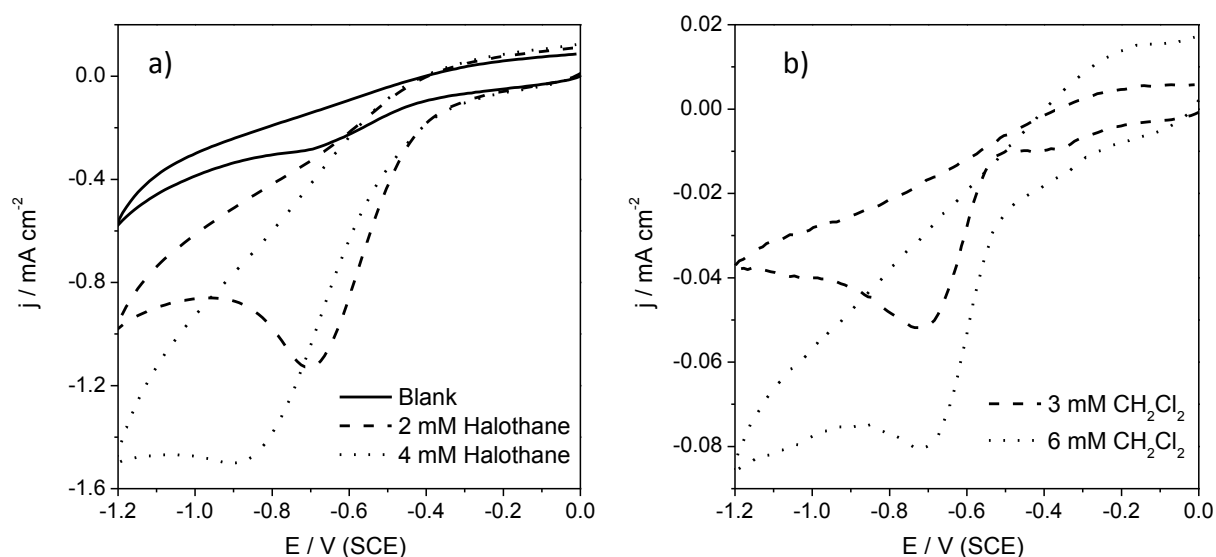 a)
j / mA cm-2
0.0
-0.4
-0.8
-1.2
-1.6
Blank
2 mM Halothane
4 mM Halothane
-1.2 -1.0 -0.8 -0.6 -0.4 -0.2 0.0
E / V (SCE)
b)
j / mA cm-2
0.02
0.00
-0.02
-0.04
-0.06
-0.08
3 mM CH2Cl2
6 mM CH2Cl2
-1.2 -1.0 -0.8 -0.6 -0.4 -0.2 0.0
E / V (SCE)